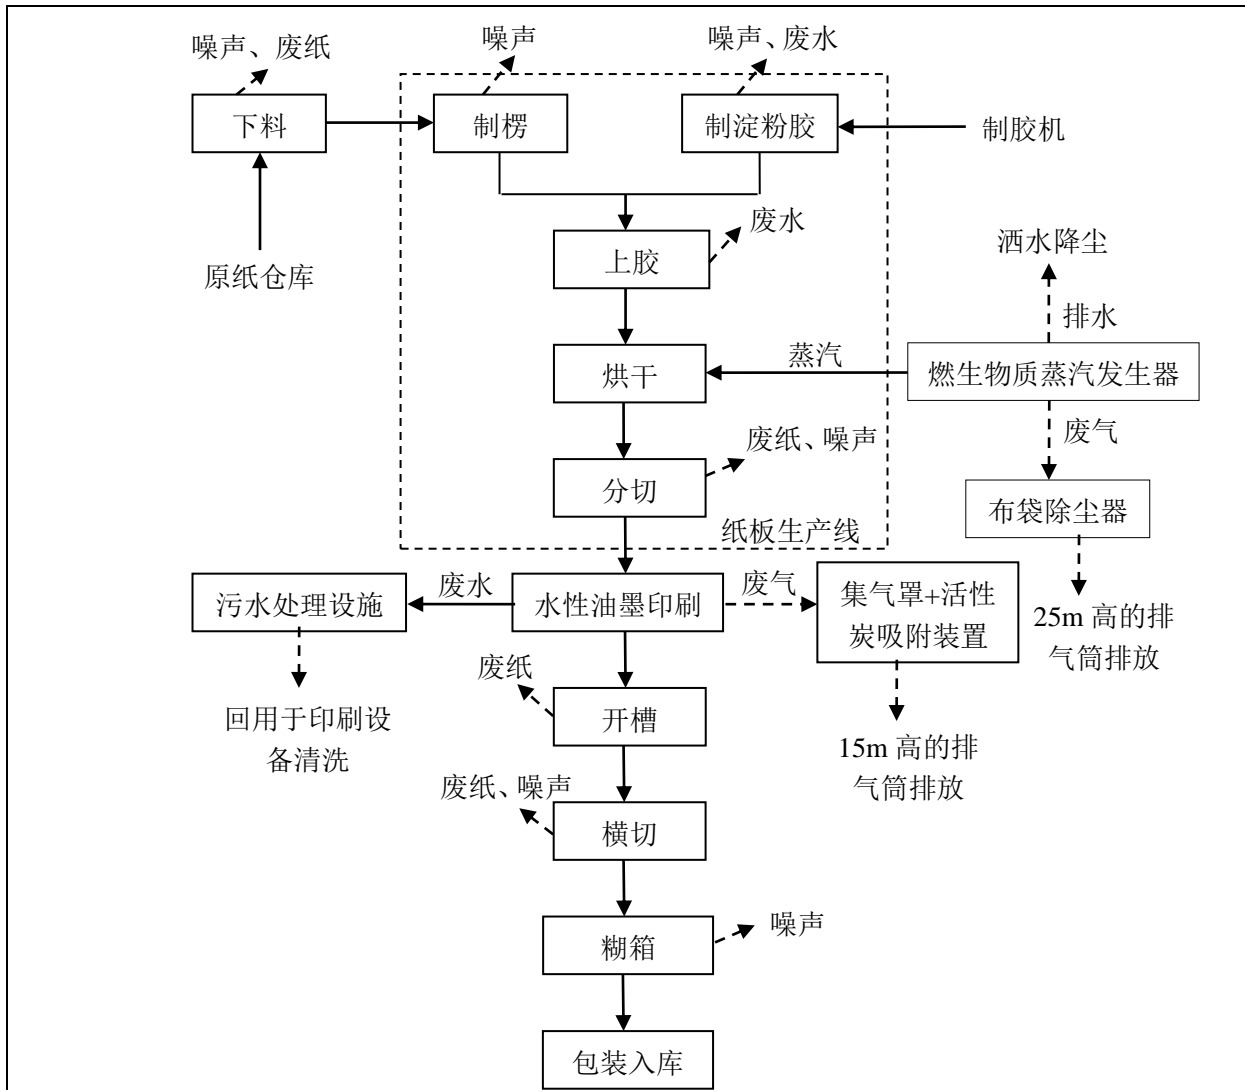 噪声、废纸
噪声
噪声、废水
下料
制楞
制淀粉胶
制胶机
原纸仓库
上胶
废水
洒水降尘
排水
烘干
蒸汽
燃生物质蒸汽发生器
废气
分切
废纸、噪声
布袋除尘器
纸板生产线
污水处理设施
废水
水性油墨印刷
废气
集气罩+活性
炭吸附装置
25m 高的排
气筒排放
回用于印刷设
备清洗
废纸
开槽
15m 高的排
气筒排放
废纸、噪声
横切
糊箱
噪声
包装入库